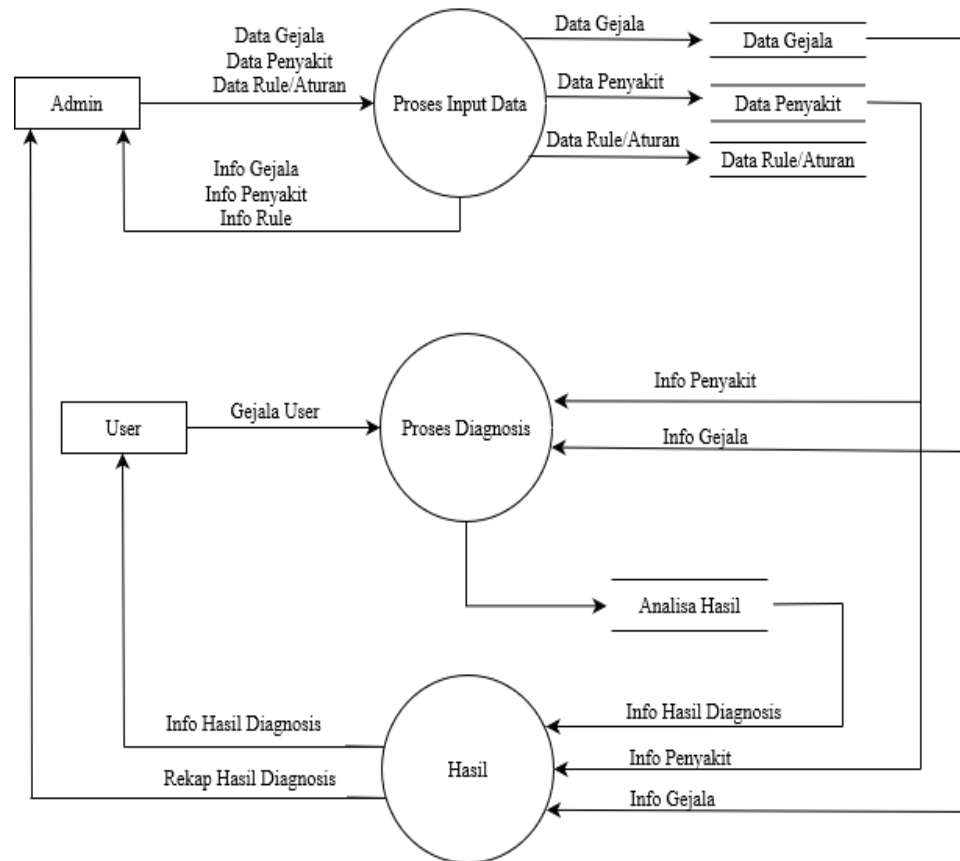 Data Gejala
Data Penyakit
Data Rule/Aturan
Admin
Proses Input Data
Data Gejala
Data Gejala
Data Penyakit
Data Penyakit
Data Rule/Aturan
Data Rule/Aturan
Info Gejala
Info Penyakit
Info Rule
Info Penyakit
Gejala User
User
Proses Diagnosis
Info Gejala
Analisa Hasil
Info Hasil Diagnosis
Info Hasil Diagnosis
Info Penyakit
Hasil
Rekap Hasil Diagnosis
Info Gejala